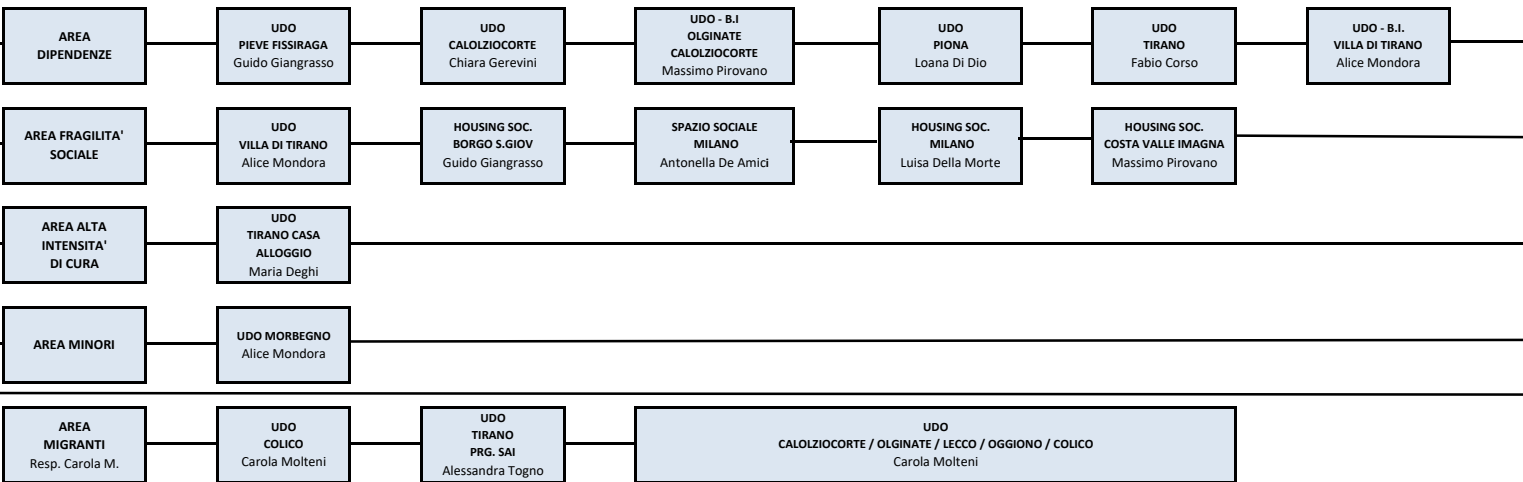 AREA
DIPENDENZE
UDO
PIEVE FISSIRAGA
Guido Giangrasso
UDO
CALOLZIOCORTE
Chiara Gerevini
UDO - B.I
OLGINATE
CALOLZIOCORTE
Massimo Pirovano
UDO
PIONA
Loana Di Dio
UDO
TIRANO
Fabio Corso
UDO - B.I.
VILLA DI TIRANO
Alice Mondora
AREA FRAGILITA'
SOCIALE
UDO
VILLA DI TIRANO
Alice Mondora
HOUSING SOC.
BORGO S.GIOV
Guido Giangrasso
SPAZIO SOCIALE
MILANO
Antonella De Amici
HOUSING SOC.
MILANO
Luisa Della Morte
HOUSING SOC.
COSTA VALLE IMAGNA
Massimo Pirovano
AREA ALTA
INTENSITA'
DI CURA
UDO
TIRANO CASA
ALLOGGIO
Maria Deghi
AREA MINORI
UDO MORBEGNO
Alice Mondora
AREA
MIGRANTI
Resp. Carola M.
UDO
COLICO
Carola Molteni
UDO
TIRANO
PRG. SAI
Alessandra Togno
UDO
CALOLZIOCORTE / OLGINATE / LECCO / OGGIONO / COLICO
Carola Molteni